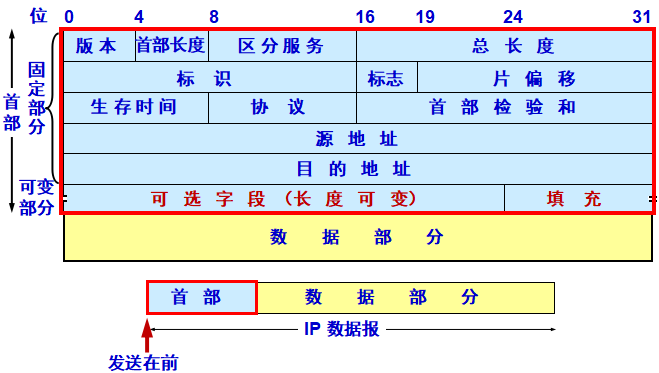 位 0 4 8 16 19 24 31
版本 首部长度 区分服务 总长度
标识 标志 片偏移
生存时间 协议 首部检验和
源地址
目的地址
可选字段（长度可变） 填充
数据部分
首部
固定部分
可变部分
首部 数据部分
IP 数据报
发送在前